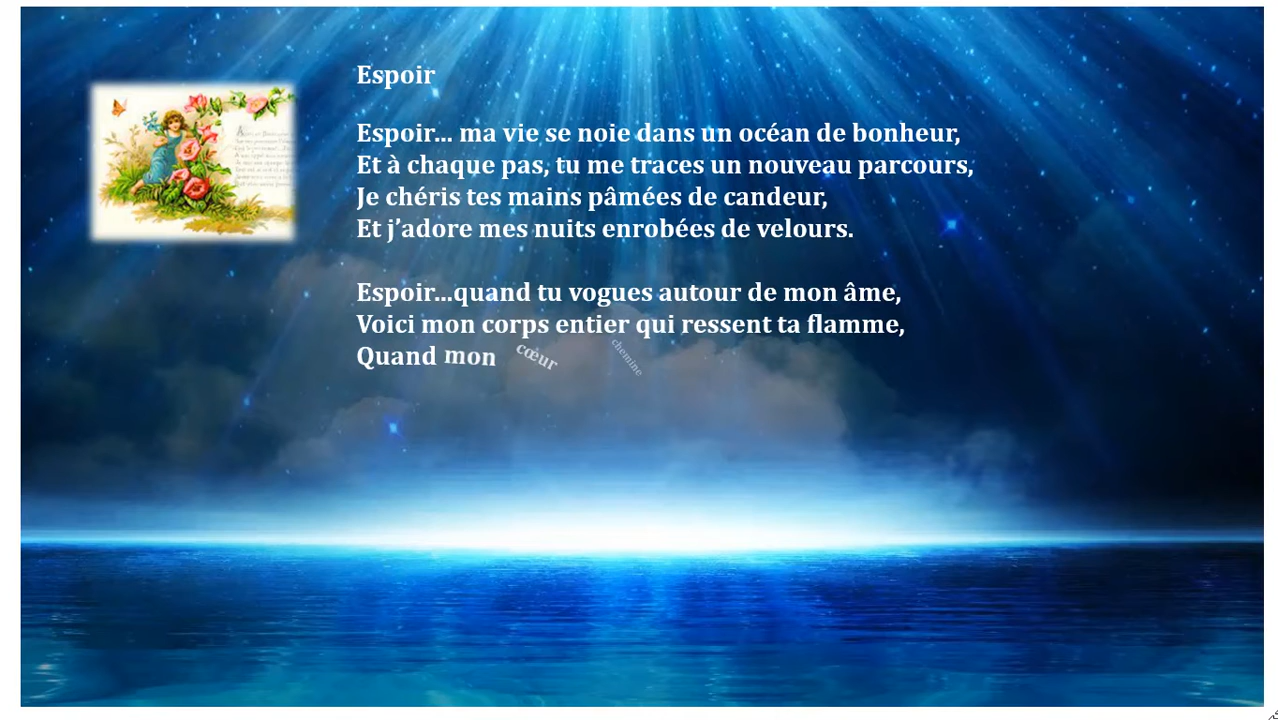 Espoir
Espoir... ma vie se noie dans un océan de bonheur,
Et à chaque pas, tu me traces un nouveau parcours,
Je chéris tes mains pâmées de candeur,
Et j’adore mes nuits enrobées de velours.
Espoir...quand tu vogues autour de mon âme,
Voici mon corps entier qui ressent ta flamme,
Quand mon cœur chemine